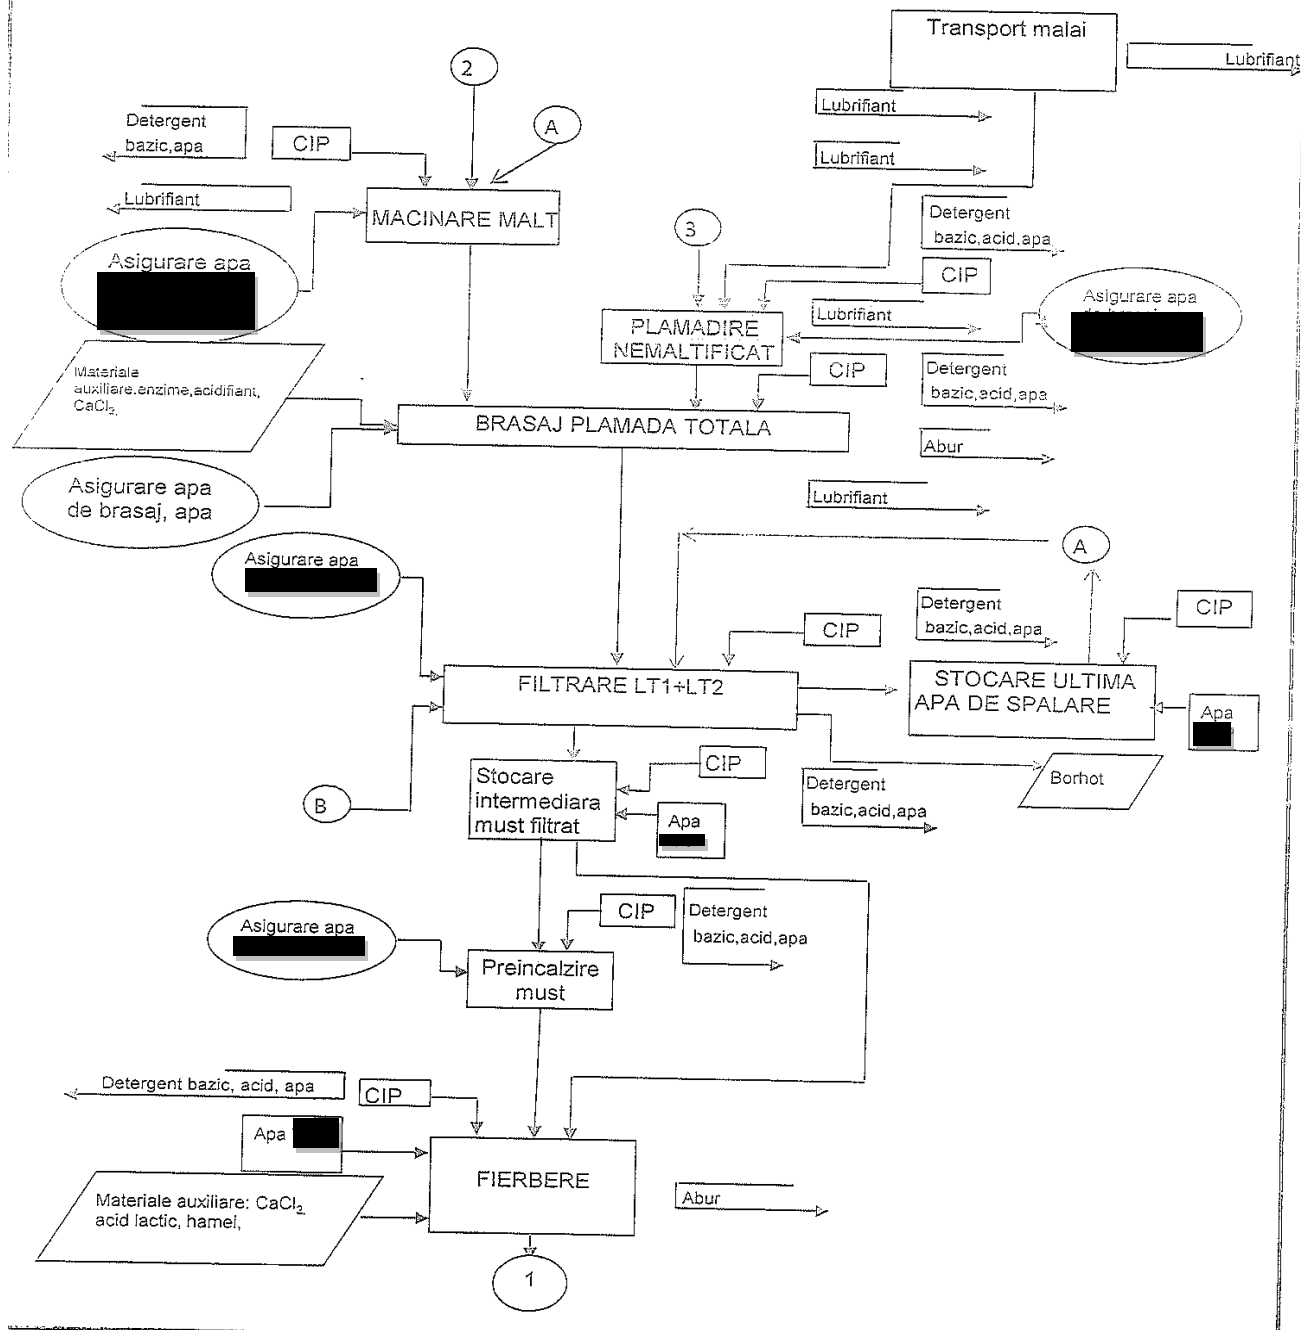 Transport malai
Lubrifiant
2
Lubrifiant
A
Detergent
bazic,apa
CIP
Lubrifiant
Lubrifiant
MACINARE MALT
3
Detergent
bazic,acid,apa
Asigurare apa
CIP
Asigurare apa
Lubrifiant
PLAMADIRE
NEMALTIFICAT
Materiale
auxiliare.enzime,acidifiant,
CaCl2,
CIP
Detergent
bazic,acid,apa
BRASAJ PLAMADA TOTALA
Abur
Asigurare apa
de brasaj, apa
Lubrifiant
Asigurare apa
A
Detergent
bazic,acid,apa
CIP
CIP
FILTRARE LT1÷LT2
STOCARE ULTIMA
APA DE SPALARE
Apa
CIP
Stocare
intermediara
must filtrat
Borhot
Detergent
bazic,acid,apa
B
Apa
Asigurare apa
CIP
Detergent
bazic,acid,apa
Preincalzire
must
Detergent bazic, acid, apa
CIP
Apa
FIERBERE
Materiale auxiliare: CaCl2,
acid lactic, hamei,
Abur
1